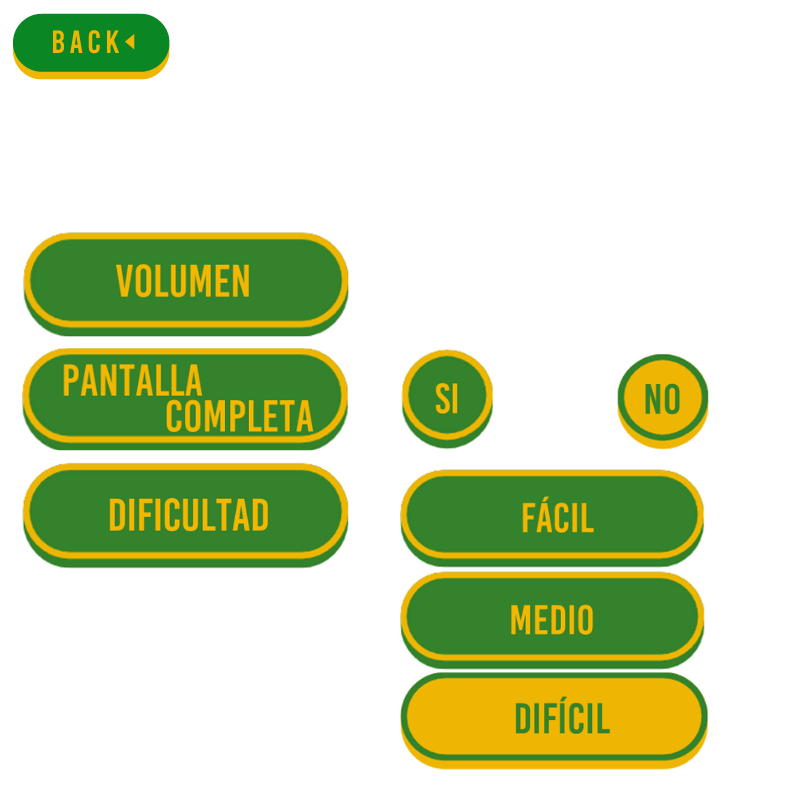 BACK
VOLUMEN
PANTALLA
COMPLETA
SI
NO
DIFICULTAD
FÁCIL
MEDIO
DIFÍCIL